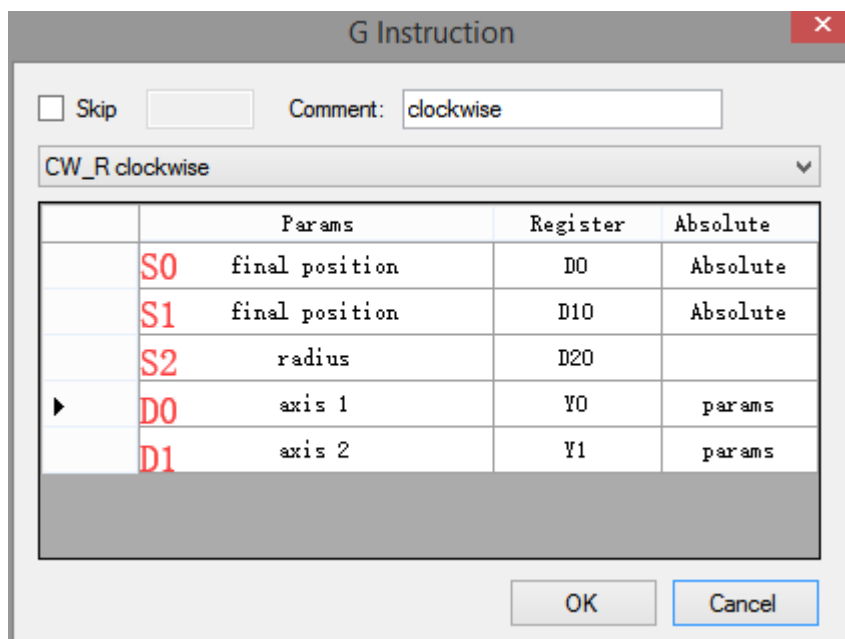 G Instruction
Skip Comment: clockwise
CW_R clockwise
Params Register Absolute
S0 final position D0 Absolute
S1 final position D10 Absolute
S2 radius D20
D0 axis 1 Y0 params
D1 axis 2 Y1 params
OK Cancel